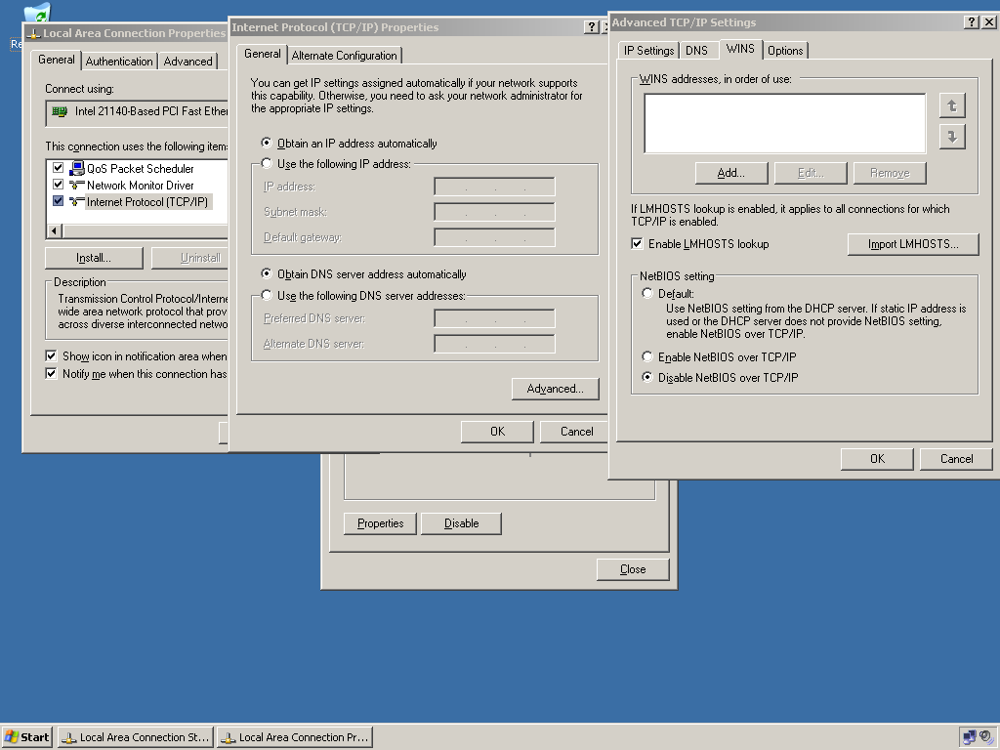 Re
Local Area Connection Properties
General
Authentication
Advanced
Connect using:
Intel 21140-Based PCI Fast Ether
This connection uses the following item
QoS Packet Scheduler
Network Monitor Driver
Internet Protocol (TCP/IP)
Install...
Uninstall
Description
Transmission Control Protocol/Interne
wide area network protocol that prov
across diverse interconnected netwo
Show icon in notification area when
Notify me when this connection has
Internet Protocol (TCP/IP) Properties
General
Alternate Configuration
You can get IP settings assigned automatically if your network supports
this capability. Otherwise, you need to ask your network administrator for
the appropriate IP settings.
Obtain an IP address automatically
Use the following IP address:
IP address:
Subnet mask:
Default gateway:
Obtain DNS server address automatically
Use the following DNS server addresses:
Preferred DNS server:
Alternate DNS server:
Advanced...
OK
Cancel
Advanced TCP/IP Settings
IP Settings
DNS
WINS
Options
WINS addresses, in order of use:
Add...
Edit...
Remove
If LMHOSTS lookup is enabled, it applies to all connections for which
TCP/IP is enabled.
Enable LMHOSTS lookup
Import LMHOSTS...
NetBIOS setting
Default:
Use NetBIOS setting from the DHCP server. If static IP address is
used or the DHCP server does not provide NetBIOS setting,
enable NetBIOS over TCP/IP.
Enable NetBIOS over TCP/IP
Disable NetBIOS over TCP/IP
OK
Cancel
Properties
Disable
Close
Start
Local Area Connection St...
Local Area Connection Pr...